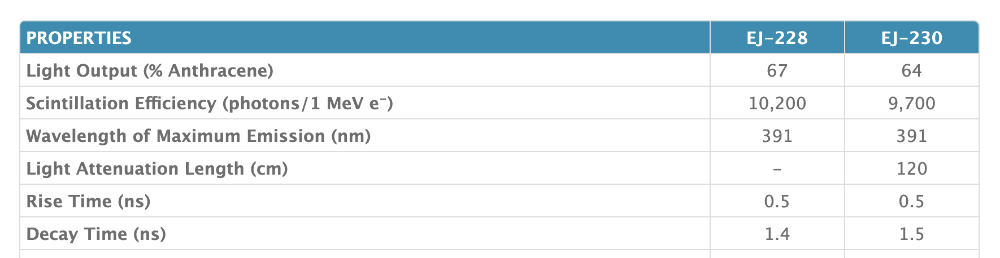 PROPERTIES EJ-228 EJ-230
Light Output (% Anthracene) 67 64
Scintillation Efficiency (photons/1 MeV e⁻) 10,200 9,700
Wavelength of Maximum Emission (nm) 391 391
Light Attenuation Length (cm) – 120
Rise Time (ns) 0.5 0.5
Decay Time (ns) 1.4 1.5